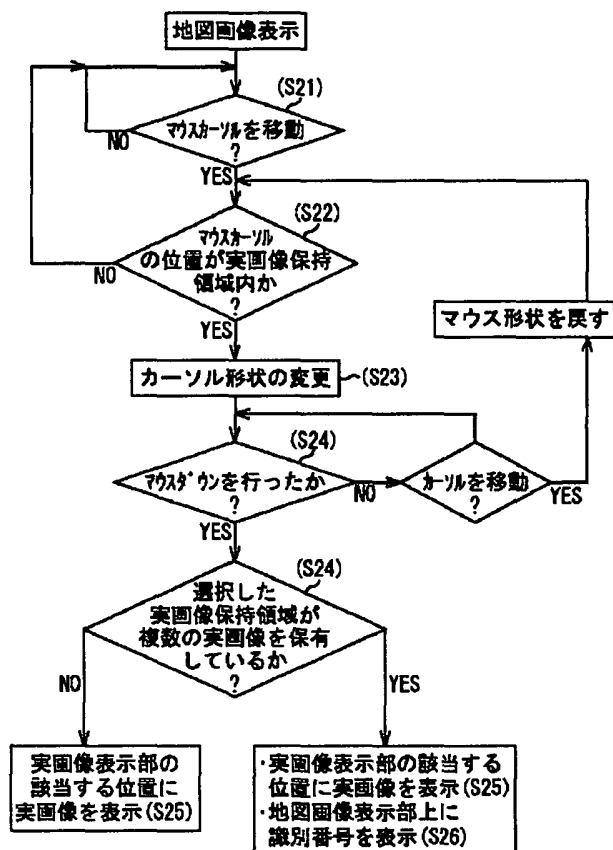 地図画像表示
(S21)
マウスカーソルを移動
?
NO
YES
(S22)
マウスカーソル
の位置が実画像保持
領域内か
?
NO
YES
マウス形状を戻す
カーソル形状の変更
(S23)
(S24)
マウスダウンを行ったか
?
NO
カーソルを移動
?
YES
YES
(S24)
選択した
実画像保持領域が
複数の実画像を保有
しているか
?
NO
YES
実画像表示部の
該当する位置に
実画像を表示(S25)
・実画像表示部の該当する
位置に実画像を表示(S25)
・地図画像表示部上に
識別番号を表示(S26)